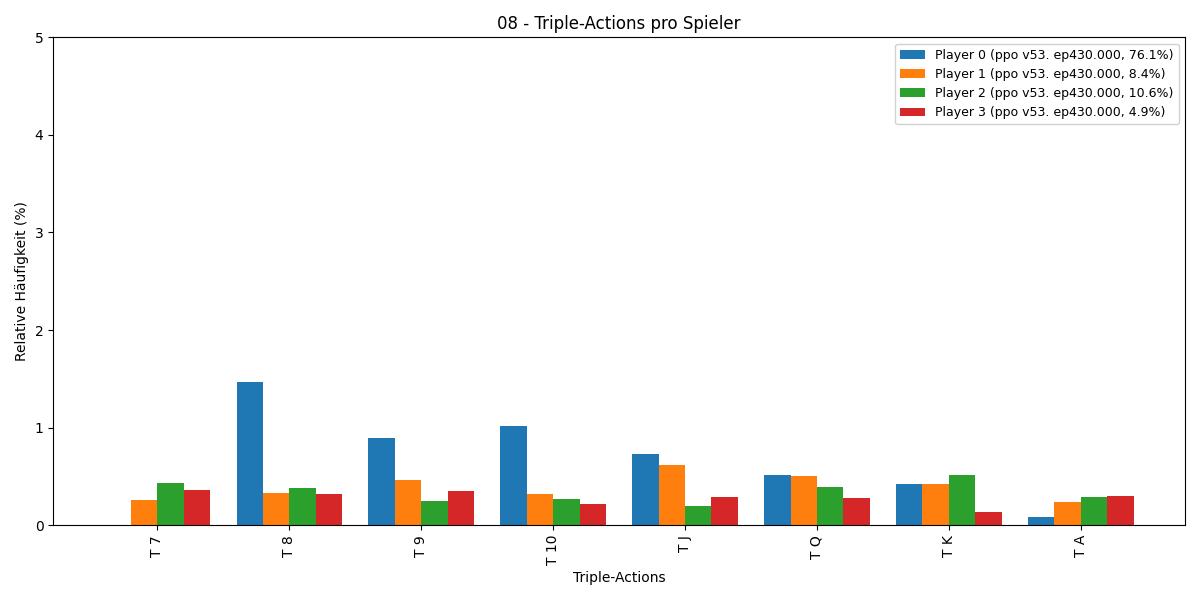 08 - Triple-Actions pro Spieler
Player 0 (ppo v53. ep430.000, 76.1%)
Player 1 (ppo v53. ep430.000, 8.4%)
Player 2 (ppo v53. ep430.000, 10.6%)
Player 3 (ppo v53. ep430.000, 4.9%)
Relative Häufigkeit (%)
5
4
3
2
1
0
T 7
T 8
T 9
T 10
T J
T Q
T K
T A
Triple-Actions